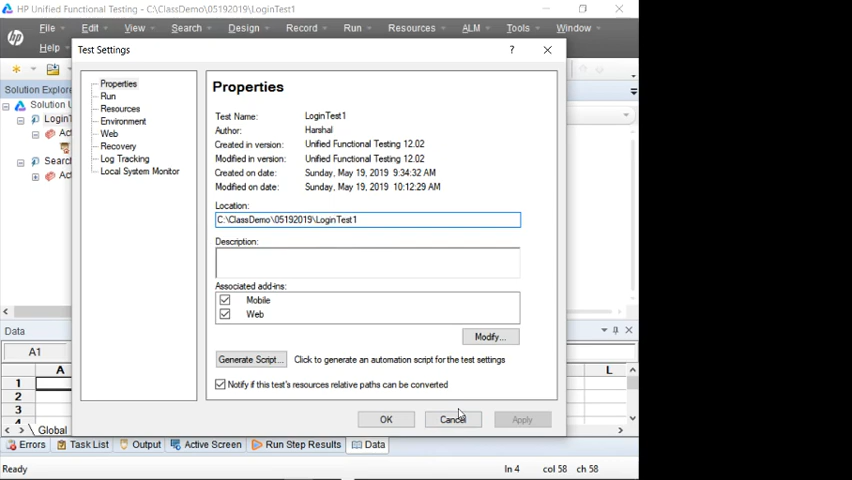 HP Unified Functional Testing - C:\ClassDemo\05192019\LoginTest1
File Edit View Search Design Record Run Resources ALM Tools Window
Help
Test Settings
Solution Explore
Solution U
LoginT
Act
Search
Act
Properties
Run
Resources
Environment
Web
Recovery
Log Tracking
Local System Monitor
Properties
Test Name: LoginTest1
Author: Harshal
Created in version: Unified Functional Testing 12.02
Modified in version: Unified Functional Testing 12.02
Created on date: Sunday, May 19, 2019 9:34:32 AM
Modified on date: Sunday, May 19, 2019 10:12:29 AM
Location:
C:\ClassDemo\05192019\LoginTest1
Description:
Associated add-ins:
Mobile
Web
Modify...
Generate Script... Click to generate an automation script for the test settings
Notify if this test's resources relative paths can be converted
OK Cancel Apply
Data
A1
A L
1
2
3
4
Global
Errors Task List Output Active Screen Run Step Results Data
Ready ln 4 col 58 ch 58